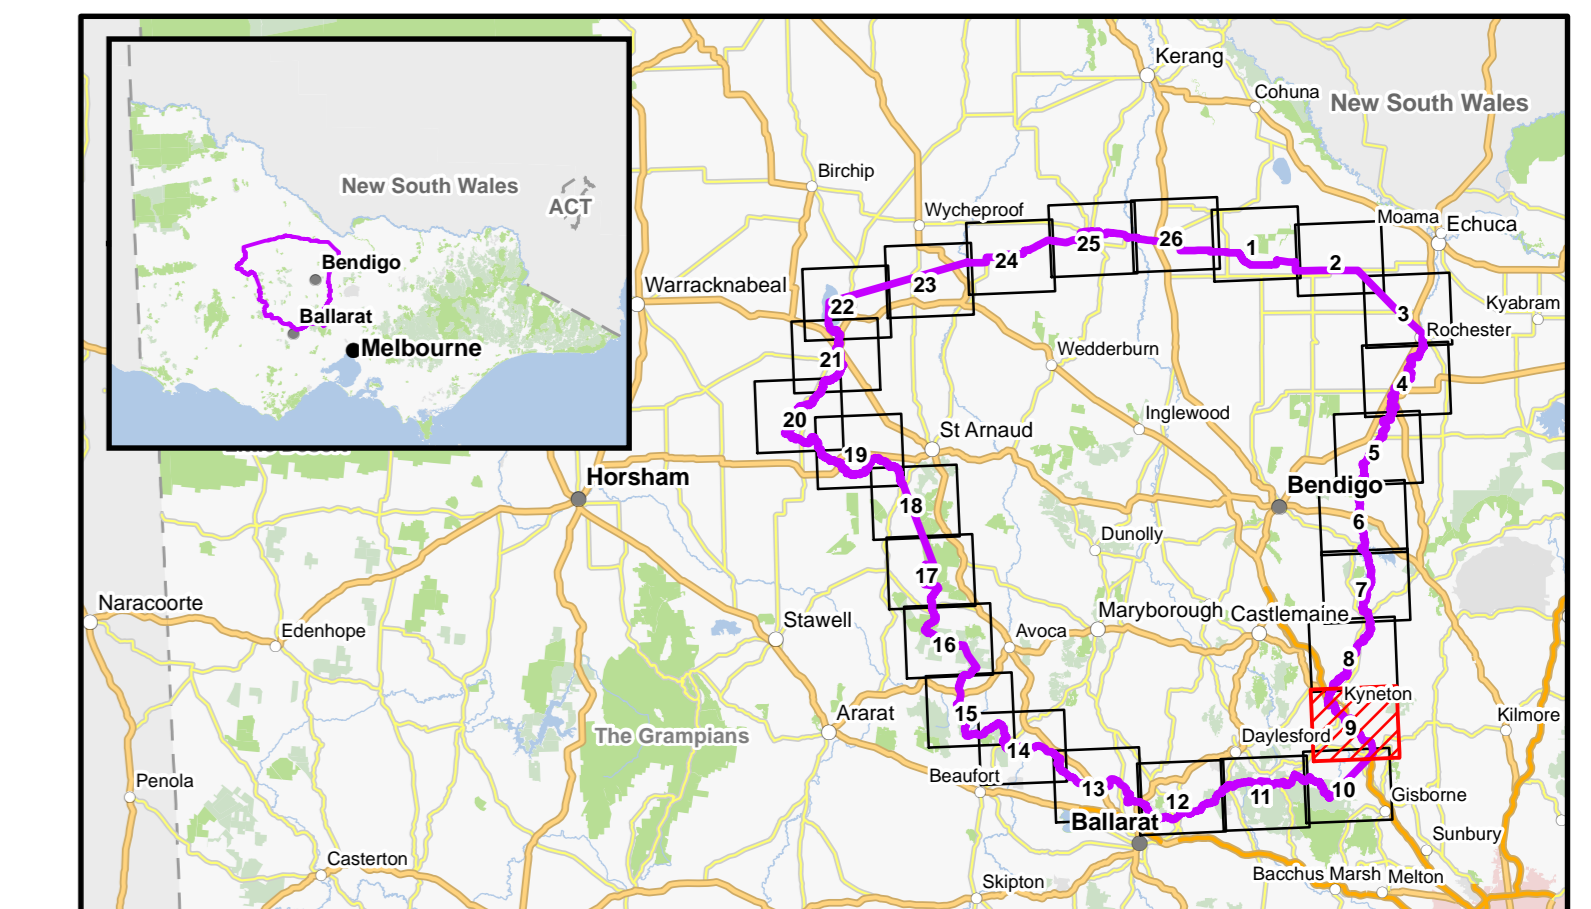 Kerang
Cohuna
New South Wales
New South Wales
ACT
Birchip
Wycheproof
Moama
Echuca
25
26
1
2
Bendigo
24
23
Warracknabeal
22
Kyabram
3
Rochester
Ballarat
Melbourne
21
Wedderburn
4
20
Inglewood
St Arnaud
19
5
Horsham
Bendigo
18
6
Dunolly
17
7
Naracoorte
Edenhope
Stawell
Maryborough
Castlemaine
Avoca
16
8
Kyneton
15
Ararat
Kilmore
9
The Grampians
Daylesford
14
Beaufort
Penola
13
12
11
10
Gisborne
Ballarat
Sunbury
Casterton
Bacchus Marsh
Melton
Skipton